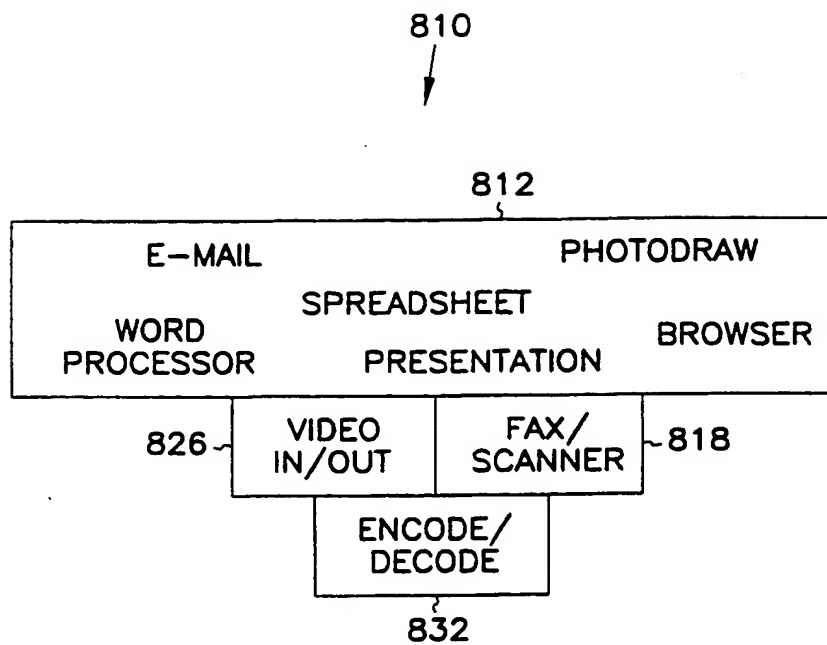 810
812
E-MAIL
PHOTODRAW
SPREADSHEET
WORD
PROCESSOR
PRESENTATION
BROWSER
826
VIDEO
IN/OUT
FAX/
SCANNER
818
ENCODE/
DECODE
832